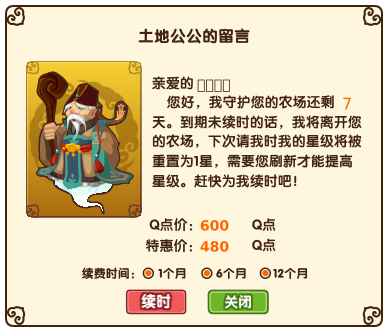 土地公公的留言
亲爱的 □□□□
您好，我守护您的农场还剩 7
天。到期未续时的话，我将离开您
的农场，下次请我时我的星级将被
重置为1星，需要您刷新才能提高
星级。赶快为我续时吧！
Q点价：600 Q点
特惠价：480 Q点
续费时间： 1个月 6个月 12个月
续时 关闭